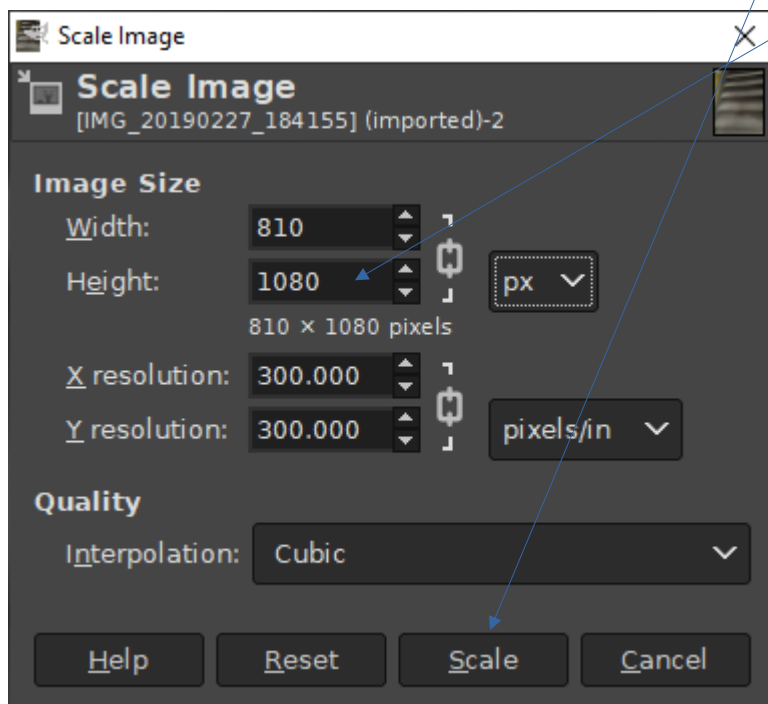 Scale Image
Scale Image
[IMG_20190227_184155] (imported)-2
Image Size
Width: 810
Height: 1080 px
810 × 1080 pixels
X resolution: 300.000
Y resolution: 300.000 pixels/in
Quality
Interpolation: Cubic
Help Reset Scale Cancel